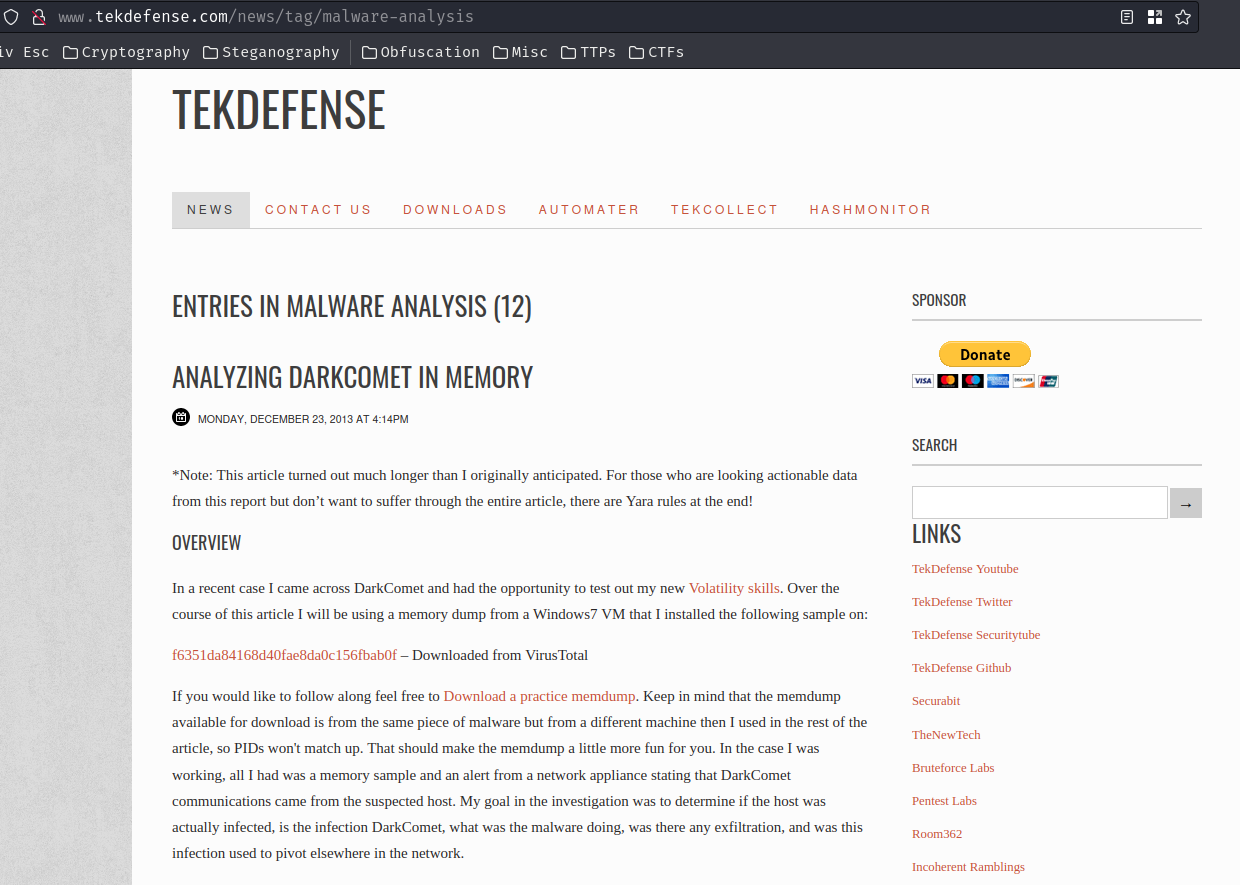 www.tekdefense.com/news/tag/malware-analysis
iv Esc Cryptography Steganography Obfuscation Misc TTPs CTFs
TEKDEFENSE
NEWS CONTACT US DOWNLOADS AUTOMATER TEKCOLLECT HASHMONITOR
ENTRIES IN MALWARE ANALYSIS (12)
ANALYZING DARKCOMET IN MEMORY
MONDAY, DECEMBER 23, 2013 AT 4:14PM
*Note: This article turned out much longer than I originally anticipated. For those who are looking actionable data
from this report but don’t want to suffer through the entire article, there are Yara rules at the end!
OVERVIEW
In a recent case I came across DarkComet and had the opportunity to test out my new Volatility skills. Over the
course of this article I will be using a memory dump from a Windows7 VM that I installed the following sample on:
f6351da84168d40fae8da0c156fbab0f – Downloaded from VirusTotal
If you would like to follow along feel free to Download a practice memdump. Keep in mind that the memdump
available for download is from the same piece of malware but from a different machine then I used in the rest of the
article, so PIDs won't match up. That should make the memdump a little more fun for you. In the case I was
working, all I had was a memory sample and an alert from a network appliance stating that DarkComet
communications came from the suspected host. My goal in the investigation was to determine if the host was
actually infected, is the infection DarkComet, what was the malware doing, was there any exfiltration, and was this
infection used to pivot elsewhere in the network.
SPONSOR
Donate
VISA
DISCOVER
SEARCH
→
LINKS
TekDefense Youtube
TekDefense Twitter
TekDefense Securitytube
TekDefense Github
Securabit
TheNewTech
Bruteforce Labs
Pentest Labs
Room362
Incoherent Ramblings